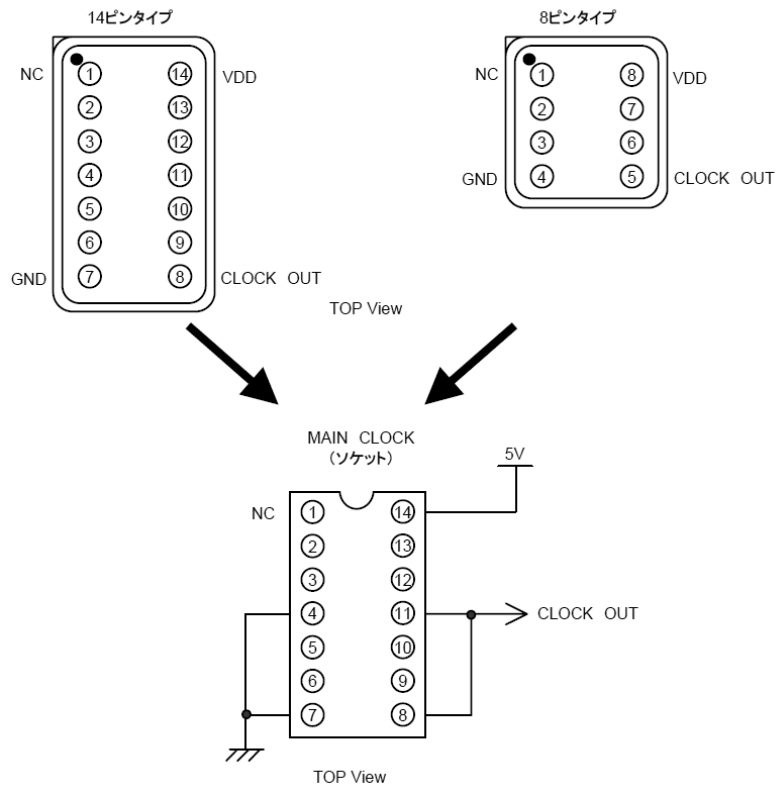 14ピンタイプ
NC 1 14 VDD
2 13
3 12
4 11
5 10
6 9
GND 7 8 CLOCK OUT
8ピンタイプ
NC 1 8 VDD
2 7
3 6
GND 4 5 CLOCK OUT
TOP View
MAIN CLOCK
(ソケット)
5V
NC 1 14
2 13
3 12
4 11 CLOCK OUT
5 10
6 9
7 8
TOP View